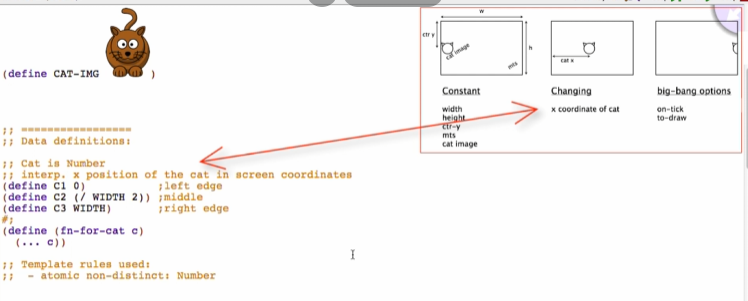 (define CAT-IMG )
;; =================
;; Data definitions:
;; Cat is Number
;; interp. x position of the cat in screen coordinates
(define C1 0) ;left edge
(define C2 (/ WIDTH 2)) ;middle
(define C3 WIDTH) ;right edge
#;
(define (fn-for-cat c)
(... c))
;; Template rules used:
;; - atomic non-distinct: Number
w
ctr y
cat image
h
mts
cat x
Constant
width
height
ctr-y
mts
cat image
Changing
x coordinate of cat
big-bang options
on-tick
to-draw